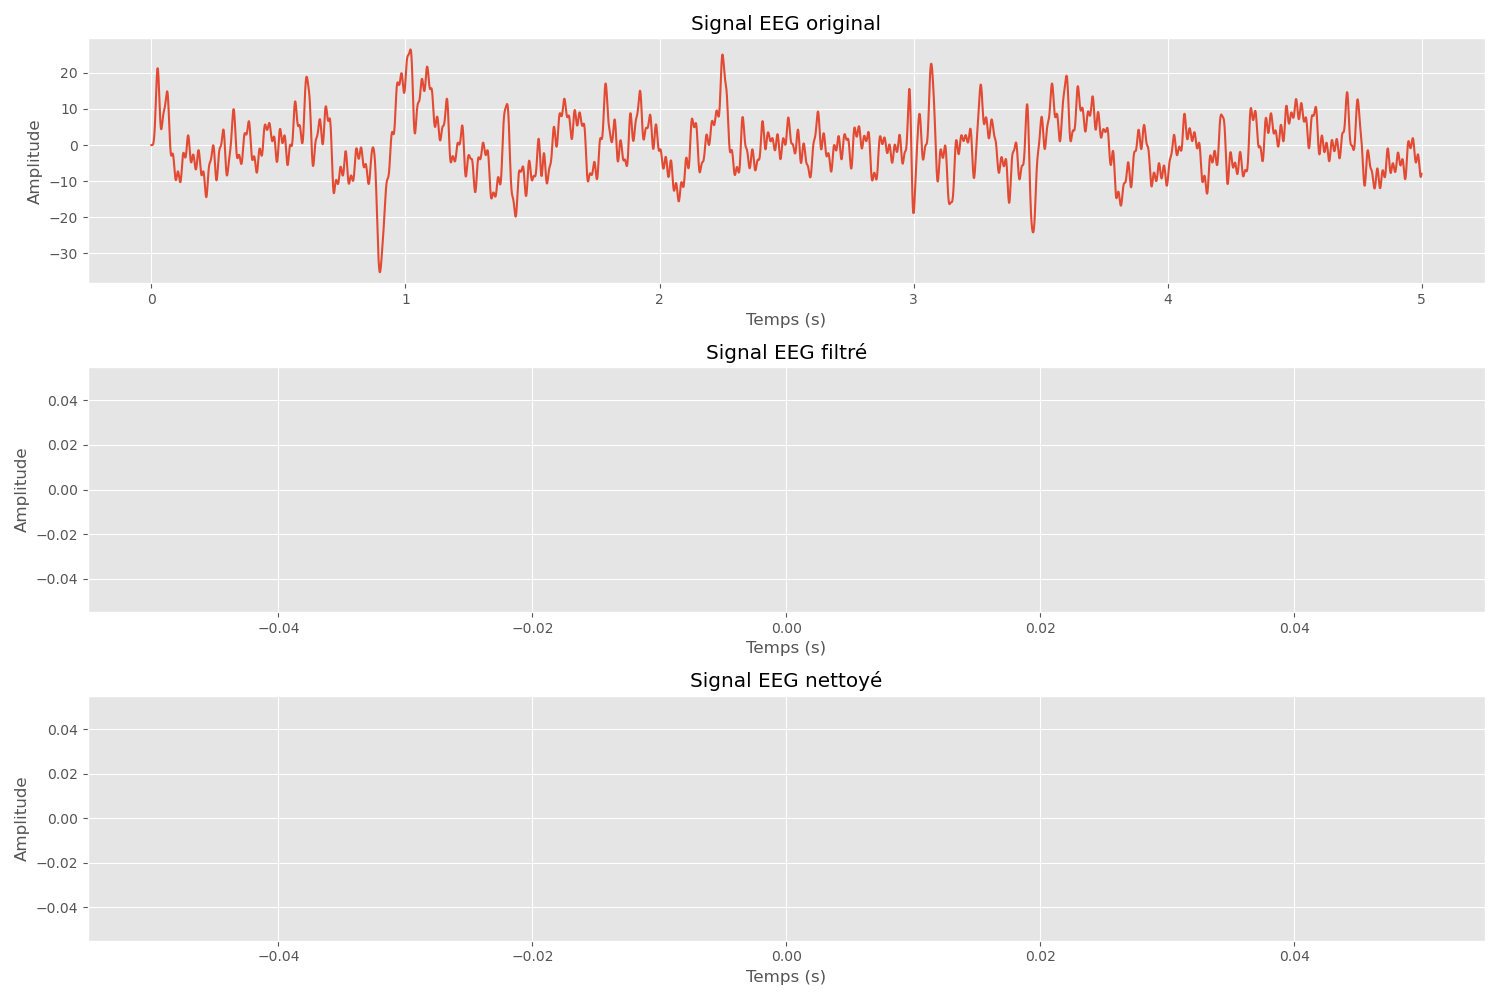 Signal EEG original
20
10
0
−10
−20
−30
Amplitude
0 1 2 3 4 5
Temps (s)
Signal EEG filtré
0.04
0.02
0.00
−0.02
−0.04
Amplitude
−0.04 −0.02 0.00 0.02 0.04
Temps (s)
Signal EEG nettoyé
0.04
0.02
0.00
−0.02
−0.04
Amplitude
−0.04 −0.02 0.00 0.02 0.04
Temps (s)